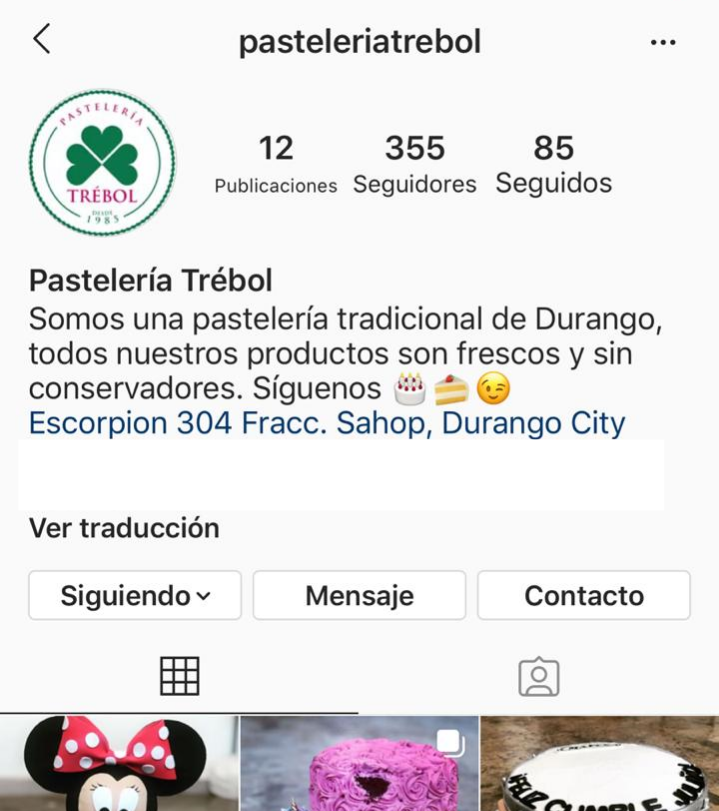 pasteleriatrebol
PASTELERÍA
TRÉBOL
DESDE
1985
12
355
85
Publicaciones
Seguidores
Seguidos
Pastelería Trébol
Somos una pastelería tradicional de Durango,
todos nuestros productos son frescos y sin
conservadores. Síguenos 🎂🍰😉
Escorpion 304 Fracc. Sahop, Durango City
Ver traducción
Siguiendo
Mensaje
Contacto
FELIZ
CUMPLE